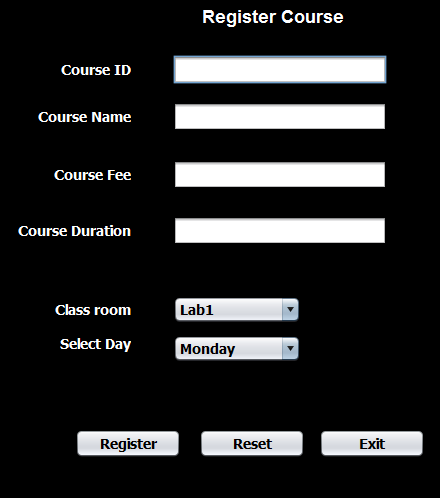 Register Course
Course ID
Course Name
Course Fee
Course Duration
Class room Lab1
Select Day Monday
Register Reset Exit